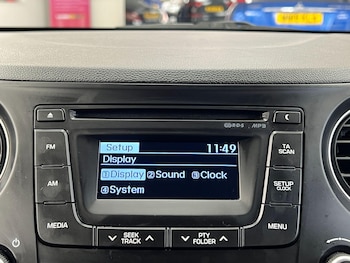 RDS MP3
Setup 11:49
Display
FM TA SCAN
1 Display 2 Sound 3 Clock
AM SETUP CLOCK
4 System
MEDIA SEEK TRACK PTY FOLDER MENU